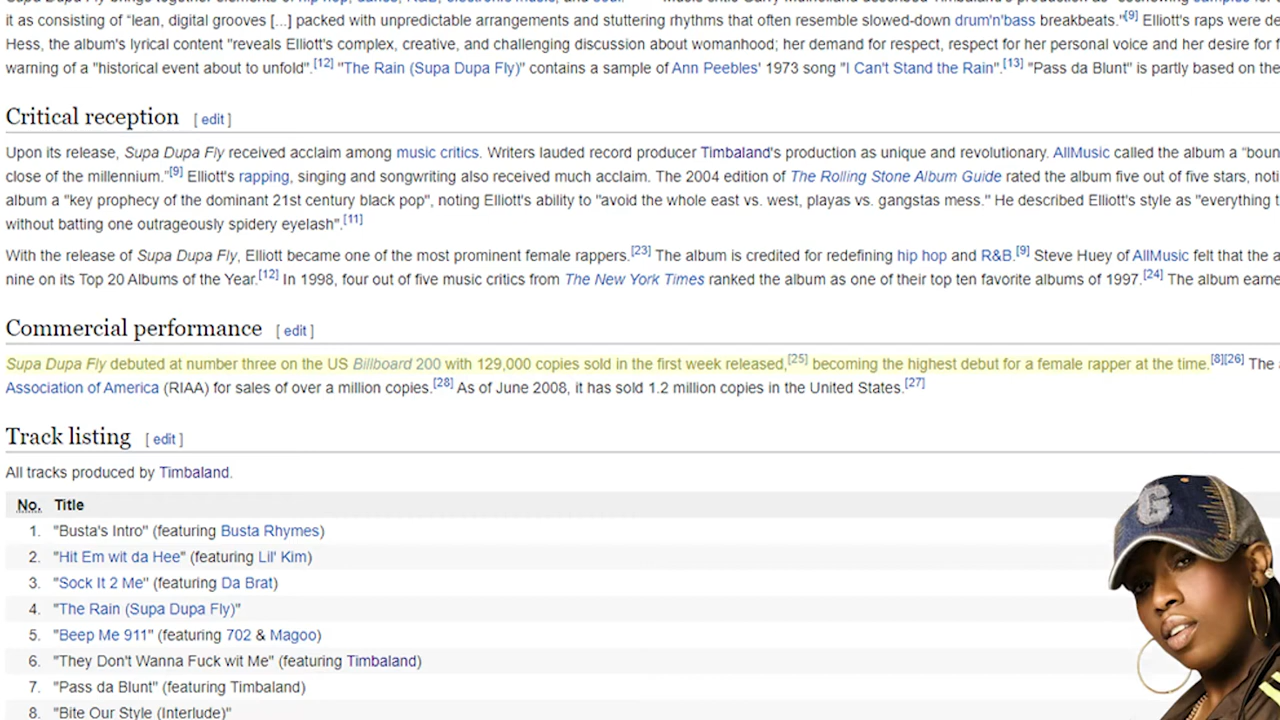 it as consisting of “lean, digital grooves [...] packed with unpredictable arrangements and stuttering rhythms that often resemble slowed-down drum'n'bass breakbeats."[9] Elliott's raps were de
Hess, the album's lyrical content "reveals Elliott's complex, creative, and challenging discussion about womanhood; her demand for respect, respect for her personal voice and her desire for f
warning of a "historical event about to unfold".[12] "The Rain (Supa Dupa Fly)" contains a sample of Ann Peebles' 1973 song "I Can't Stand the Rain".[13] "Pass da Blunt" is partly based on the
Critical reception [ edit ]
Upon its release, Supa Dupa Fly received acclaim among music critics. Writers lauded record producer Timbaland's production as unique and revolutionary. AllMusic called the album a “boun
close of the millennium.”[9] Elliott's rapping, singing and songwriting also received much acclaim. The 2004 edition of The Rolling Stone Album Guide rated the album five out of five stars, noti
album a "key prophecy of the dominant 21st century black pop", noting Elliott's ability to "avoid the whole east vs. west, playas vs. gangstas mess." He described Elliott's style as "everything t
without batting one outrageously spidery eyelash".[11]
With the release of Supa Dupa Fly, Elliott became one of the most prominent female rappers.[23] The album is credited for redefining hip hop and R&B.[9] Steve Huey of AllMusic felt that the a
nine on its Top 20 Albums of the Year.[12] In 1998, four out of five music critics from The New York Times ranked the album as one of their top ten favorite albums of 1997.[24] The album earne
Commercial performance [ edit ]
Supa Dupa Fly debuted at number three on the US Billboard 200 with 129,000 copies sold in the first week released,[25] becoming the highest debut for a female rapper at the time.[8][26] The
Association of America (RIAA) for sales of over a million copies.[28] As of June 2008, it has sold 1.2 million copies in the United States.[27]
Track listing [ edit ]
All tracks produced by Timbaland.
No. Title
1. "Busta's Intro" (featuring Busta Rhymes)
2. "Hit Em wit da Hee" (featuring Lil' Kim)
3. "Sock It 2 Me" (featuring Da Brat)
4. "The Rain (Supa Dupa Fly)"
5. "Beep Me 911" (featuring 702 & Magoo)
6. "They Don't Wanna Fuck wit Me" (featuring Timbaland)
7. "Pass da Blunt" (featuring Timbaland)
8. "Bite Our Style (Interlude)"
G